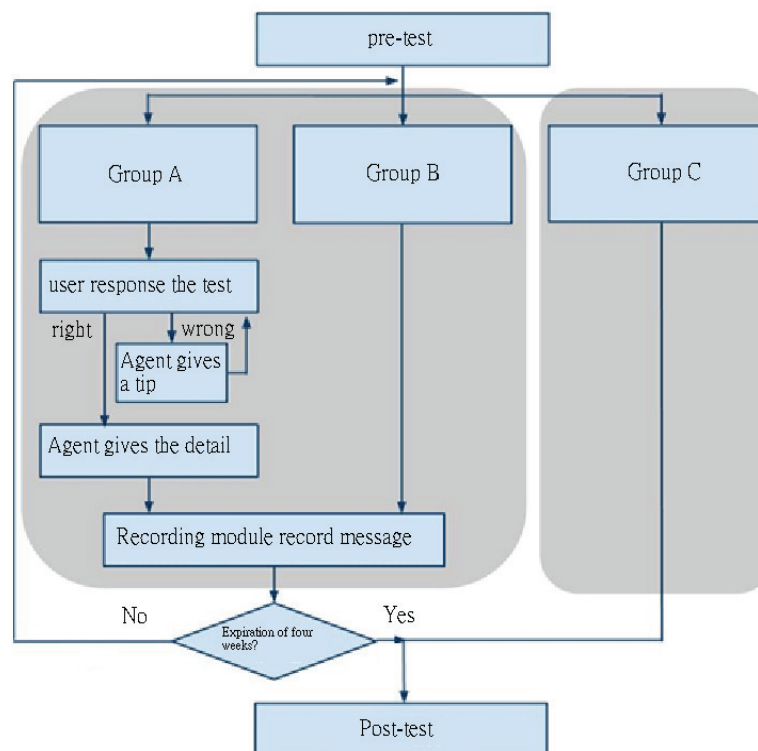 pre-test
Group A
Group B
Group C
user response the test
right
wrong
Agent gives
a tip
Agent gives the detail
Recording module record message
No
Yes
Expiration of four
weeks?
Post-test